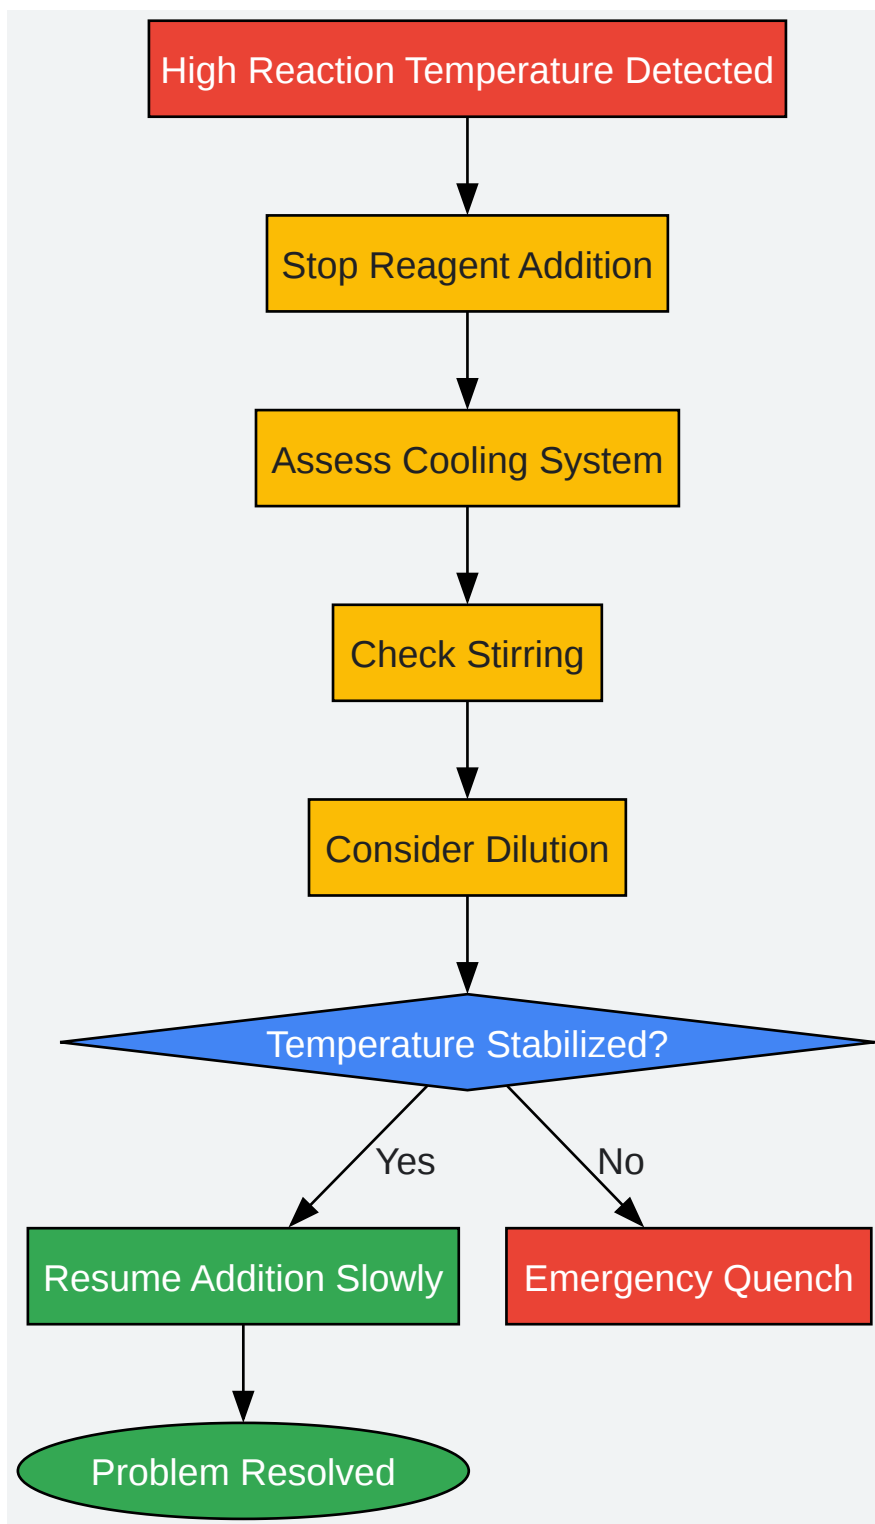 High Reaction Temperature Detected
Stop Reagent Addition
Assess Cooling System
Check Stirring
Consider Dilution
Temperature Stabilized?
Yes
No
Resume Addition Slowly
Emergency Quench
Problem Resolved